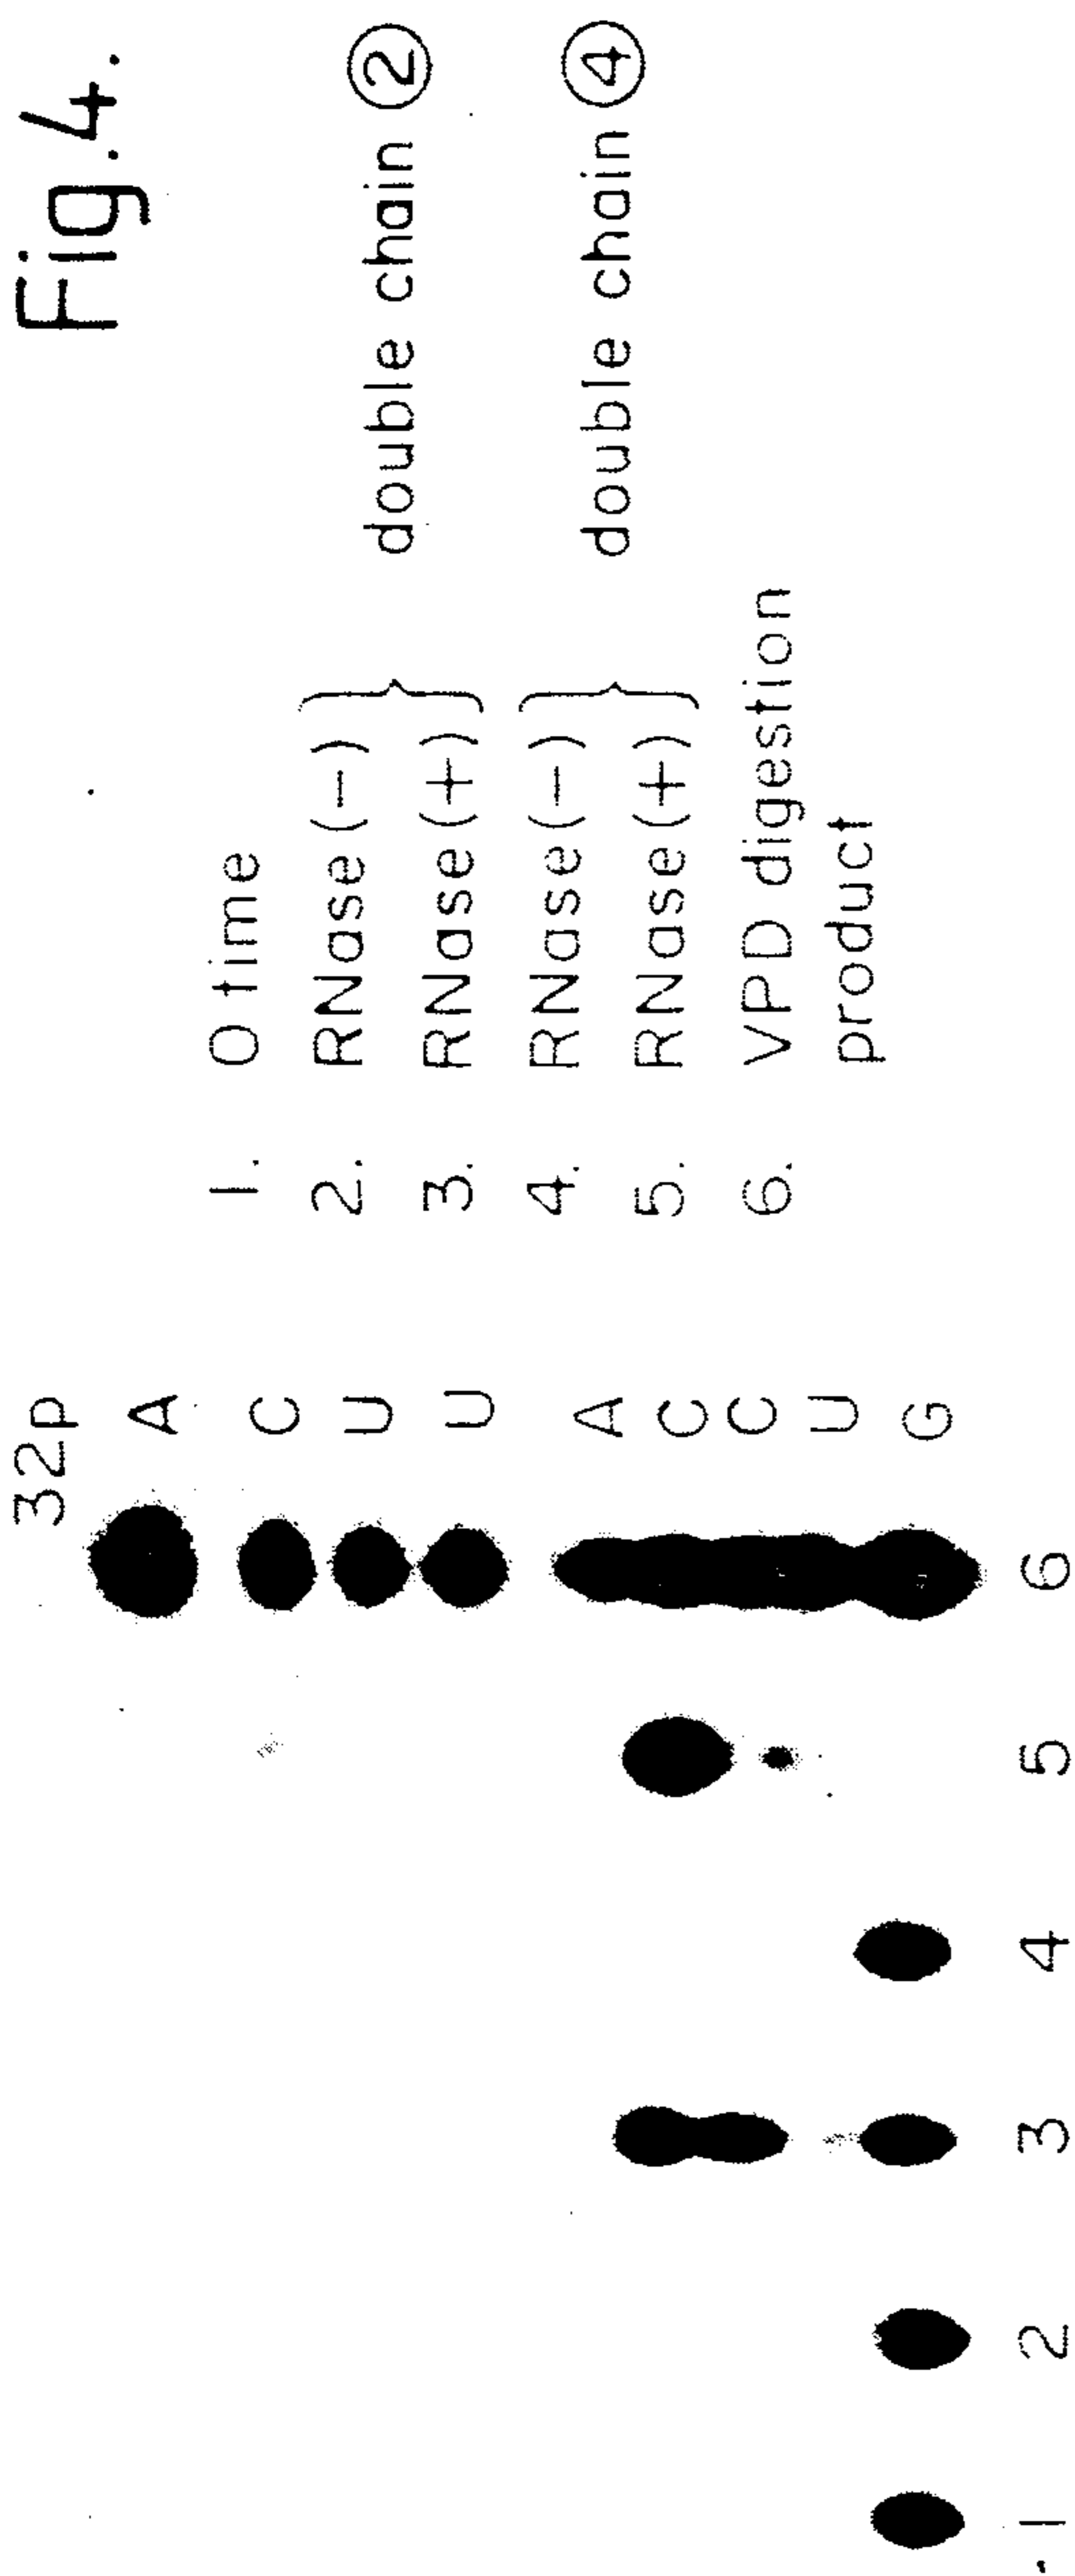 Fig.4.
1. 0 time
2. RNase (-)
3. RNase (+)
double chain ②
4. RNase (-)
5. RNase (+)
double chain ④
6. VPD digestion
product
32p
A
C
U
U
A
C
C
U
G
1 2 3 4 5 6